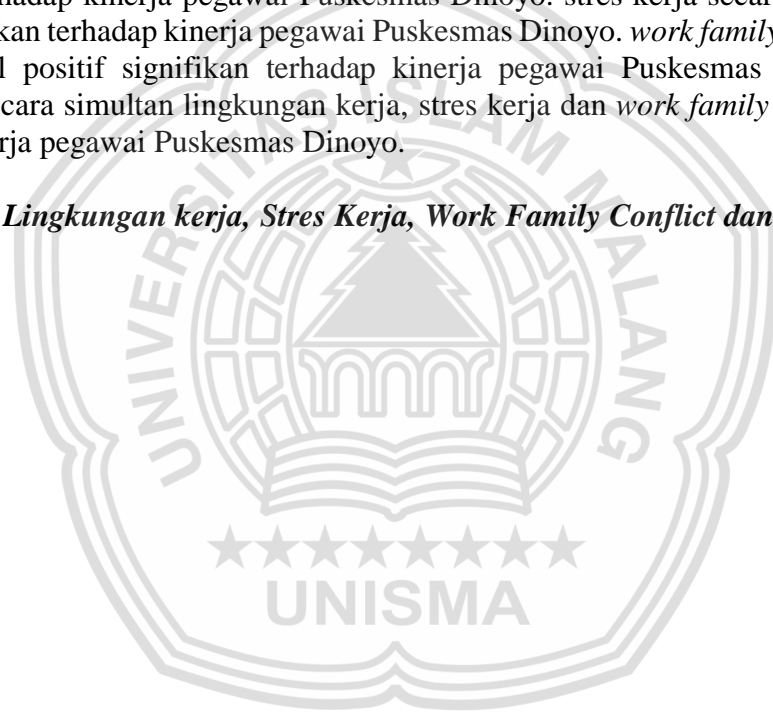 hadap kinerja pegawai Puskesmas Dinoyo. stres kerja secar
kan terhadap kinerja pegawai Puskesmas Dinoyo. work family
l positif signifikan terhadap kinerja pegawai Puskesmas
cara simultan lingkungan kerja, stres kerja dan work family
rja pegawai Puskesmas Dinoyo.
Lingkungan kerja, Stres Kerja, Work Family Conflict dan
UNIVERSITAS ISLAM MALANG
UNISMA